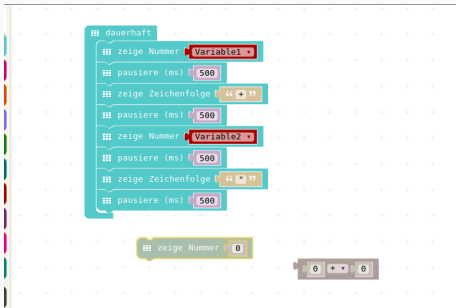 dauerhaft
zeige Nummer Variable1 ▾
pausiere (ms) 500
zeige Zeichenfolge “ + ”
pausiere (ms) 500
zeige Nummer Variable2 ▾
pausiere (ms) 500
zeige Zeichenfolge “ " ”
pausiere (ms) 500
zeige Nummer 0
0 + ▾ 0